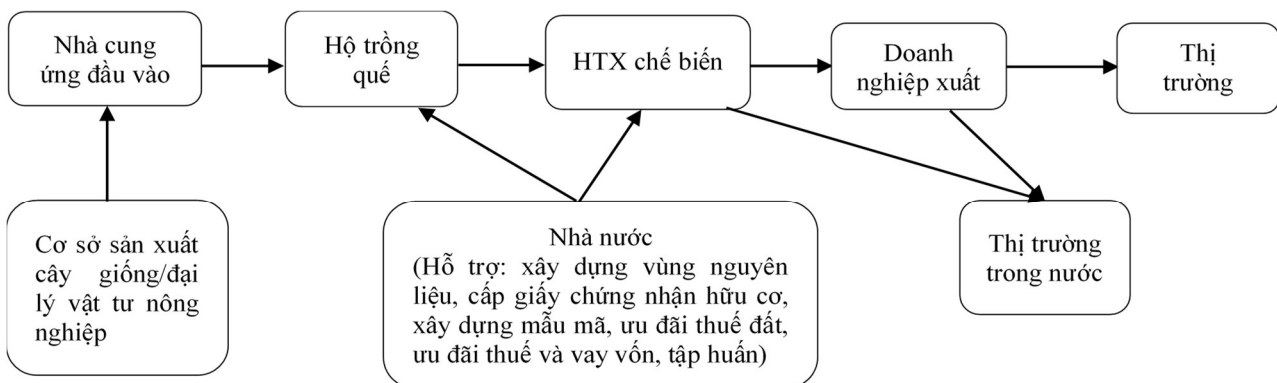 Nhà cung
ứng đầu vào
Hộ trồng
quế
HTX chế biến
Doanh
nghiệp xuất
Thị
trường
Cơ sở sản xuất
cây giống/đại
lý vật tư nông
nghiệp
Nhà nước
(Hỗ trợ: xây dựng vùng nguyên
liệu, cấp giấy chứng nhận hữu cơ,
xây dựng mẫu mã, ưu đãi thuế đất,
ưu đãi thuế và vay vốn, tập huấn)
Thị trường
trong nước